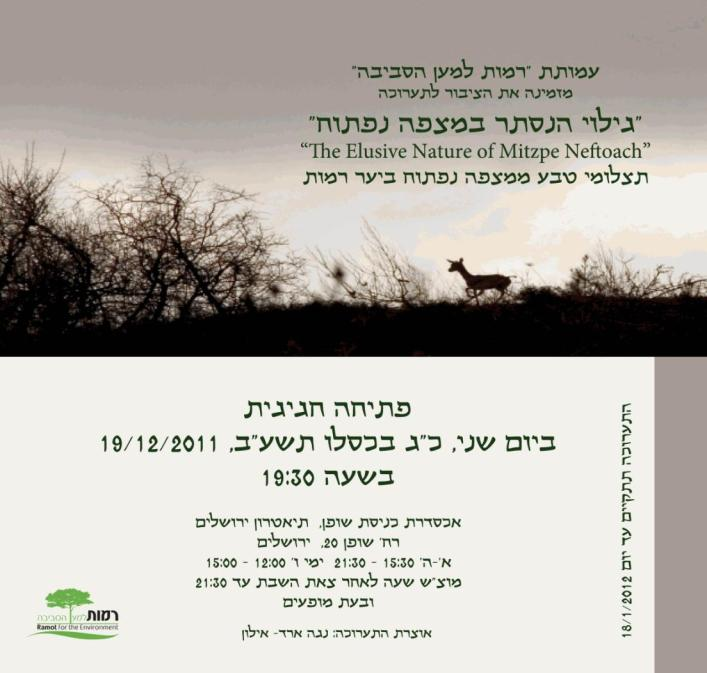 עמותת "רמות למען הסביבה"
מזמינה את הציבור לתערוכה
"גילוי הנסתר במצפה נפתוח"
“The Elusive Nature of Mitzpe Neftoach”
תצלומי טבע ממצפה נפתוח ביער רמות
פתיחה חגיגית
ביום שני, כ"ג בכסלו תשע"ב, 19/12/2011
בשעה 19:30
אכסדרת כניסת שופן, תיאטרון ירושלים
רח' שופן 20, ירושלים
א'-ה' 15:30 - 21:30 ימי ו' 12:00 - 15:00
מוצ"ש שעה לאחר צאת השבת עד 21:30
ובעת מופעים
אוצרת התערוכה: נגה ארד- אילון
התערוכה תתקיים עד יום 18/1/2012
רמות למען הסביבה
Ramot For the Environment